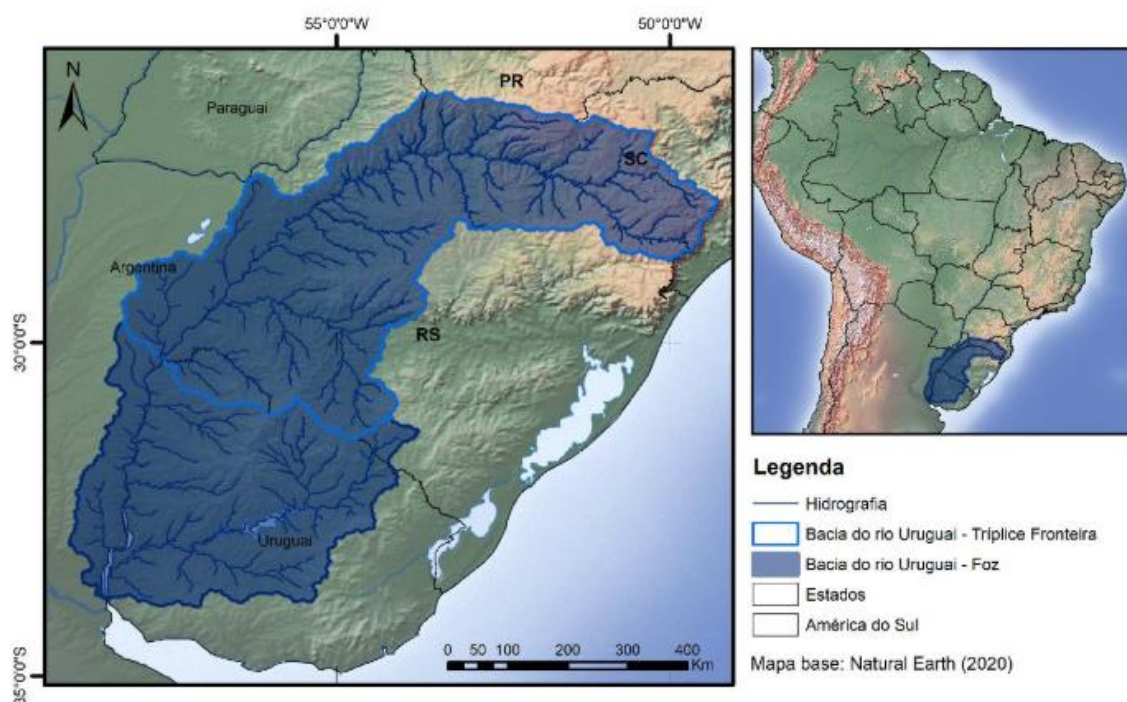 55°0'0"W
50°0'0"W
N
PR
Paraguai
SC
Argentina
30°0'0"S
RS
Uruguai
0 50 100 200 300 400
Km
35°0'0"S
Legenda
Hidrografia
Bacia do rio Uruguai - Tríplice Fronteira
Bacia do rio Uruguai - Foz
Estados
América do Sul
Mapa base: Natural Earth (2020)